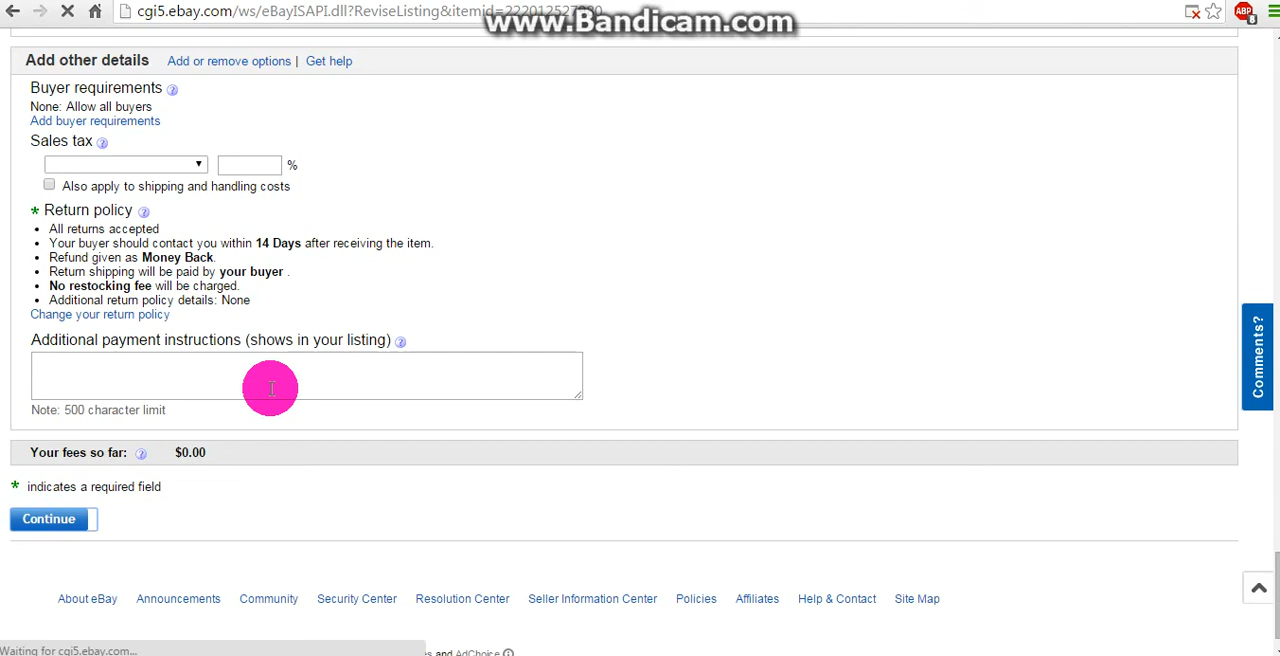 cgi5.ebay.com/ws/eBayISAPI.dll?ReviseListing&itemid=
www.Bandicam.com
ABP
Add other details Add or remove options | Get help
Buyer requirements ?
None: Allow all buyers
Add buyer requirements
Sales tax ?
%
Also apply to shipping and handling costs
* Return policy ?
• All returns accepted
• Your buyer should contact you within 14 Days after receiving the item.
• Refund given as Money Back.
• Return shipping will be paid by your buyer .
• No restocking fee will be charged.
• Additional return policy details: None
Change your return policy
Additional payment instructions (shows in your listing) ?
Note: 500 character limit
Comments?
Your fees so far: ? $0.00
* indicates a required field
Continue
About eBay Announcements Community Security Center Resolution Center Seller Information Center Policies Affiliates Help & Contact Site Map
Waiting for cgi5.ebay.com...
and AdChoice